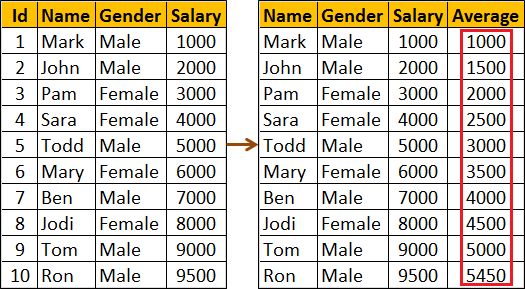 Id Name Gender Salary
1 Mark Male 1000
2 John Male 2000
3 Pam Female 3000
4 Sara Female 4000
5 Todd Male 5000
6 Mary Female 6000
7 Ben Male 7000
8 Jodi Female 8000
9 Tom Male 9000
10 Ron Male 9500
Name Gender Salary Average
Mark Male 1000 1000
John Male 2000 1500
Pam Female 3000 2000
Sara Female 4000 2500
Todd Male 5000 3000
Mary Female 6000 3500
Ben Male 7000 4000
Jodi Female 8000 4500
Tom Male 9000 5000
Ron Male 9500 5450